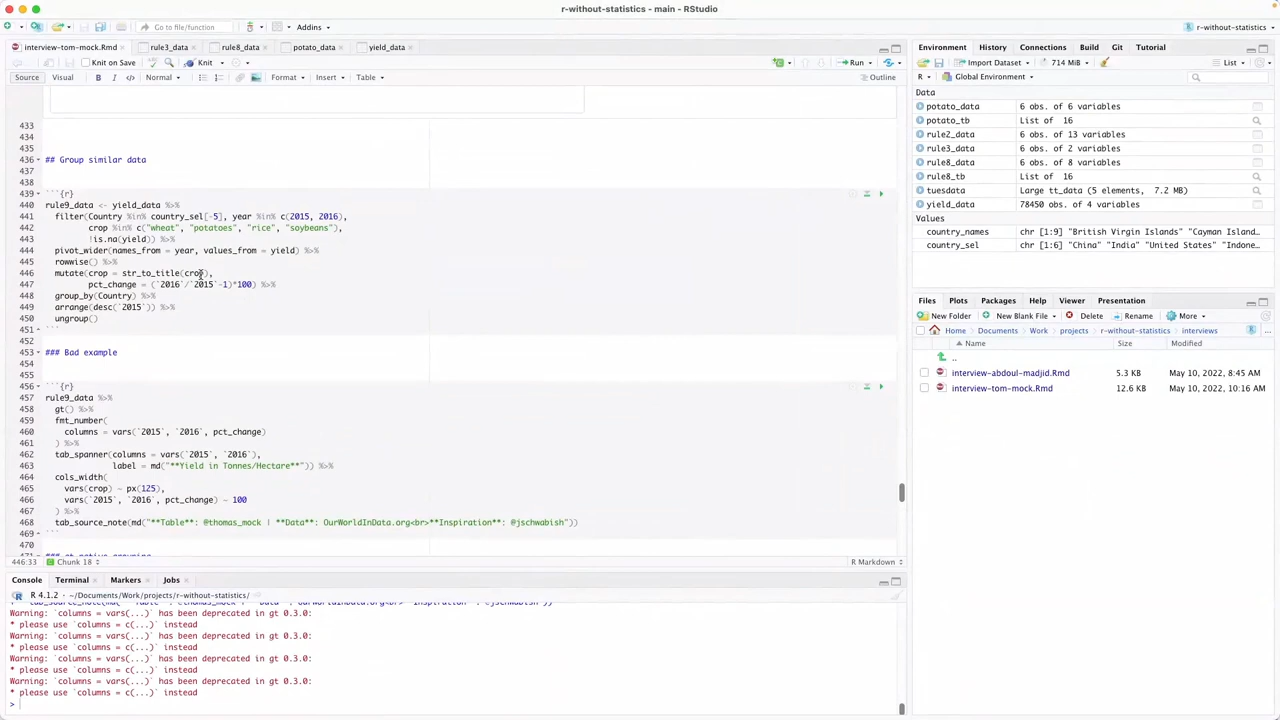 r-without-statistics - main - RStudio
Go to file/function
Addins
r-without-statistics
interview-tom-mock.Rmd
rule3_data
rule8_data
potato_data
yield_data
Knit on Save
Knit
Run
Source
Visual
B
I
Normal
Format
Insert
Table
Outline
433
434
435
436 ## Group similar data
437
438
439 ```{r}
440 rule9_data <- yield_data %>%
441 filter(Country %in% country_sel[-5], year %in% c(2015, 2016),
442 crop %in% c("wheat", "potatoes", "rice", "soybeans"),
443 !is.na(yield)) %>%
444 pivot_wider(names_from = year, values_from = yield) %>%
445 rowwise() %>%
446 mutate(crop = str_to_title(crop),
447 pct_change = (`2016`/`2015`-1)*100) %>%
448 group_by(Country) %>%
449 arrange(desc(`2015`)) %>%
450 ungroup()
451 ```
452
453 ### Bad example
454
455
456 ```{r}
457 rule9_data %>%
458 gt() %>%
459 fmt_number(
460 columns = vars(`2015`, `2016`, pct_change)
461 ) %>%
462 tab_spanner(columns = vars(`2015`, `2016`),
463 label = md("**Yield in Tonnes/Hectare**")) %>%
464 cols_width(
465 vars(crop) ~ px(125),
466 vars(`2015`, `2016`, pct_change) ~ 100
467 ) %>%
468 tab_source_note(md("**Table**: @thomas_mock | **Data**: OurWorldInData.org<br>**Inspiration**: @jschwabish"))
469 ```
470
471 ### gt native grouping
446:33
Chunk 18
R Markdown
Console
Terminal
Markers
Jobs
R 4.1.2 · ~/Documents/Work/projects/r-without-statistics/
+ tab_source_note(md("**Table**: @thomas_mock | **Data**: OurWorldInData.org<br>**Inspiration**: @jschwabish"))
Warning: `columns = vars(...)` has been deprecated in gt 0.3.0:
* please use `columns = c(...)` instead
Warning: `columns = vars(...)` has been deprecated in gt 0.3.0:
* please use `columns = c(...)` instead
Warning: `columns = vars(...)` has been deprecated in gt 0.3.0:
* please use `columns = c(...)` instead
Warning: `columns = vars(...)` has been deprecated in gt 0.3.0:
* please use `columns = c(...)` instead
>
Environment
History
Connections
Build
Git
Tutorial
Import Dataset
714 MiB
List
R
Global Environment
Data
potato_data 6 obs. of 6 variables
potato_tb List of 16
rule2_data 6 obs. of 13 variables
rule3_data 6 obs. of 2 variables
rule8_data 6 obs. of 8 variables
rule8_tb List of 16
tuesdata Large tt_data (5 elements, 7.2 MB)
yield_data 78450 obs. of 4 variables
Values
country_names chr [1:9] "British Virgin Islands" "Cayman Island…
country_sel chr [1:6] "China" "India" "United States" "Indone…
Files
Plots
Packages
Help
Viewer
Presentation
New Folder
New Blank File
Delete
Rename
More
Home
Documents
Work
projects
r-without-statistics
interviews
...
Name
Size
Modified
..
interview-abdoul-madjid.Rmd 5.3 KB May 10, 2022, 8:45 AM
interview-tom-mock.Rmd 12.6 KB May 10, 2022, 10:16 AM